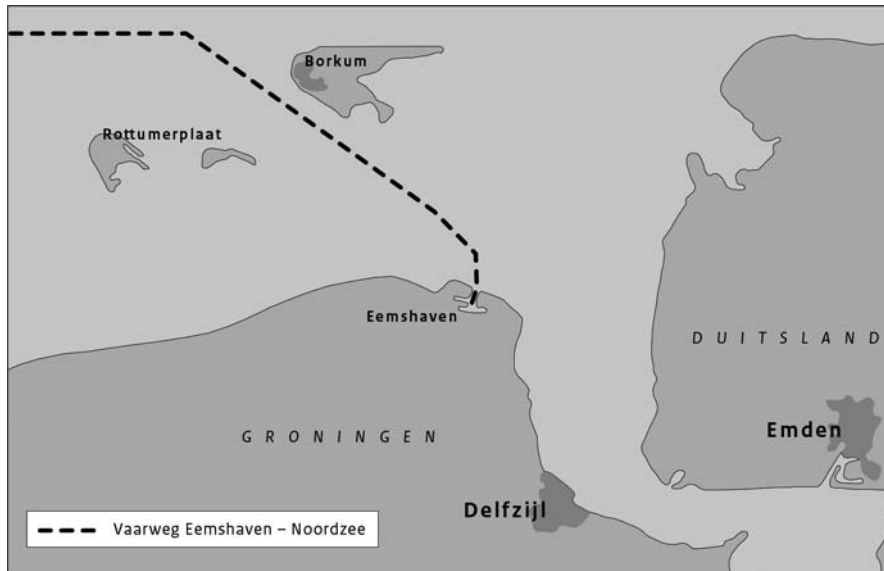 Borkum
Rottumerplaat
Eemshaven
DUITSLAND
GRONINGEN
Emden
Delfzijl
Vaarweg Eemshaven – Noordzee